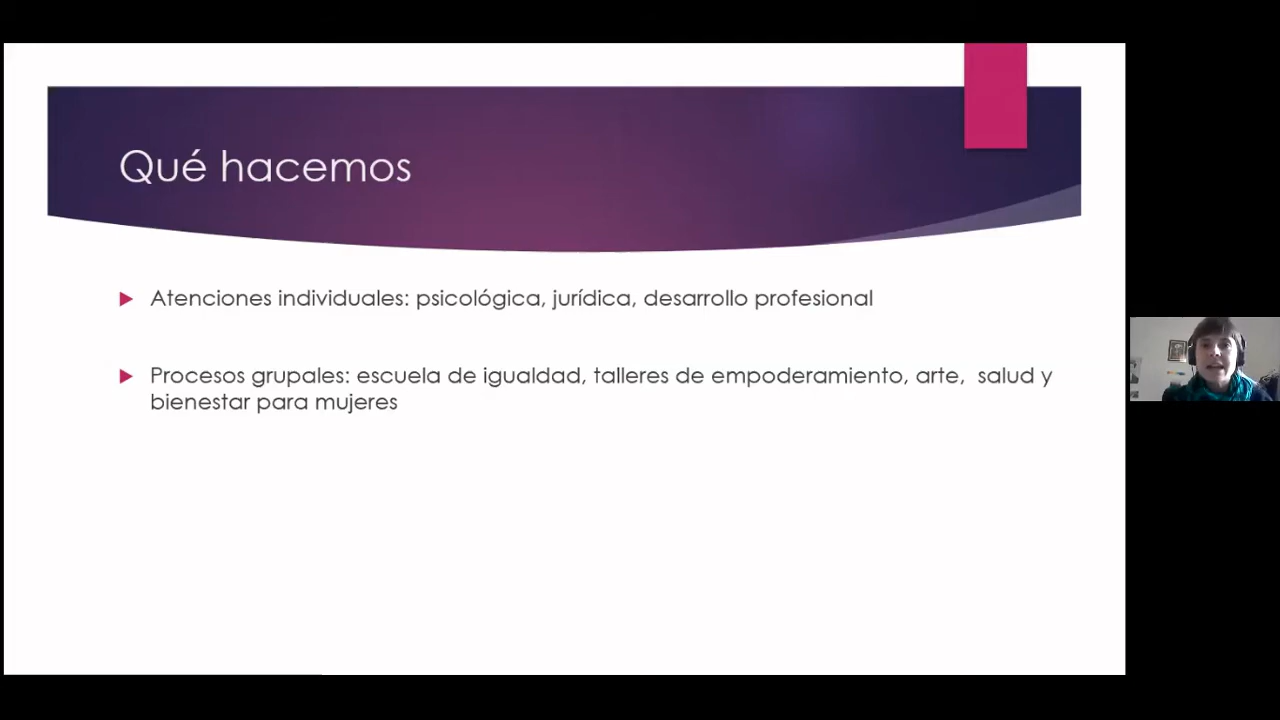 Qué hacemos
Atenciones individuales: psicológica, jurídica, desarrollo profesional
Procesos grupales: escuela de igualdad, talleres de empoderamiento, arte, salud y
bienestar para mujeres